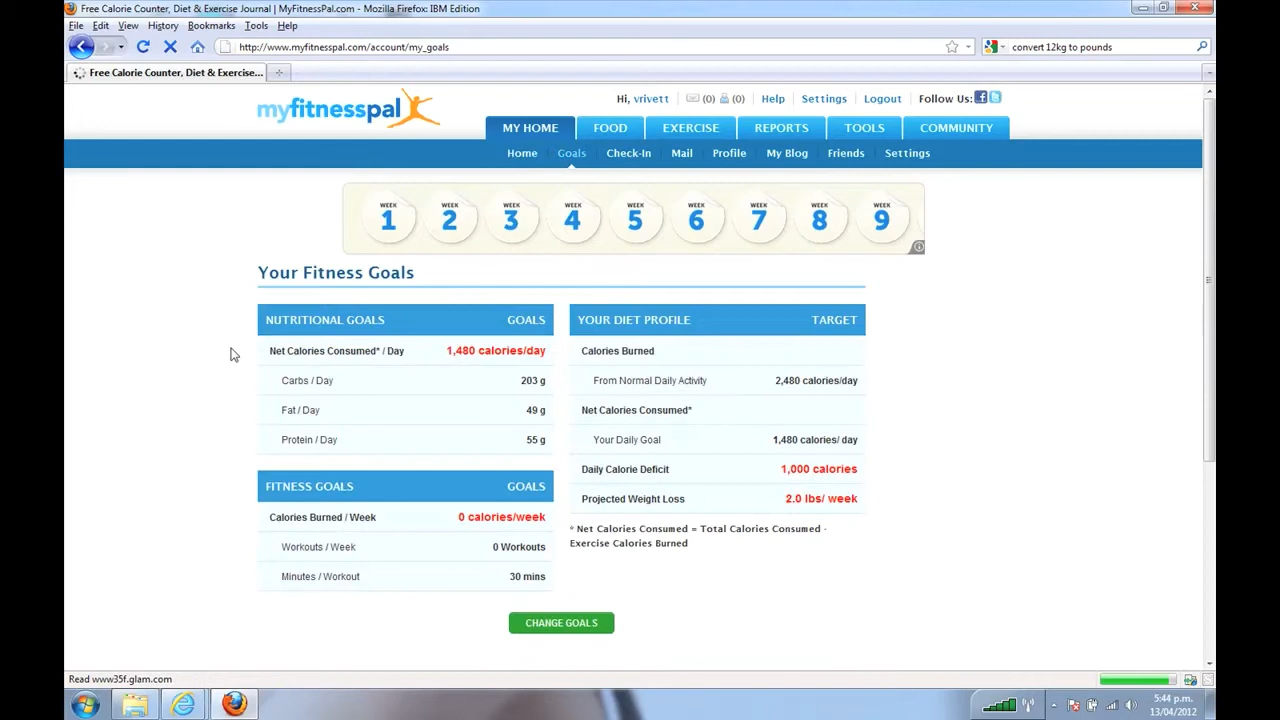 Free Calorie Counter, Diet & Exercise Journal | MyFitnessPal.com - Mozilla Firefox: IBM Edition
File Edit View History Bookmarks Tools Help
http://www.myfitnesspal.com/account/my_goals
convert 12kg to pounds
Free Calorie Counter, Diet & Exercise...
myfitnesspal
Hi, vrivett (0) (0) Help Settings Logout Follow Us:
MY HOME FOOD EXERCISE REPORTS TOOLS COMMUNITY
Home Goals Check-In Mail Profile My Blog Friends Settings
WEEK 1 WEEK 2 WEEK 3 WEEK 4 WEEK 5 WEEK 6 WEEK 7 WEEK 8 WEEK 9
Your Fitness Goals
NUTRITIONAL GOALS GOALS
Net Calories Consumed* / Day 1,480 calories/day
Carbs / Day 203 g
Fat / Day 49 g
Protein / Day 55 g
FITNESS GOALS GOALS
Calories Burned / Week 0 calories/week
Workouts / Week 0 Workouts
Minutes / Workout 30 mins
YOUR DIET PROFILE TARGET
Calories Burned
From Normal Daily Activity 2,480 calories/day
Net Calories Consumed*
Your Daily Goal 1,480 calories/ day
Daily Calorie Deficit 1,000 calories
Projected Weight Loss 2.0 lbs/ week
* Net Calories Consumed = Total Calories Consumed -
Exercise Calories Burned
CHANGE GOALS
Read www35f.glam.com
5:44 p.m.
13/04/2012